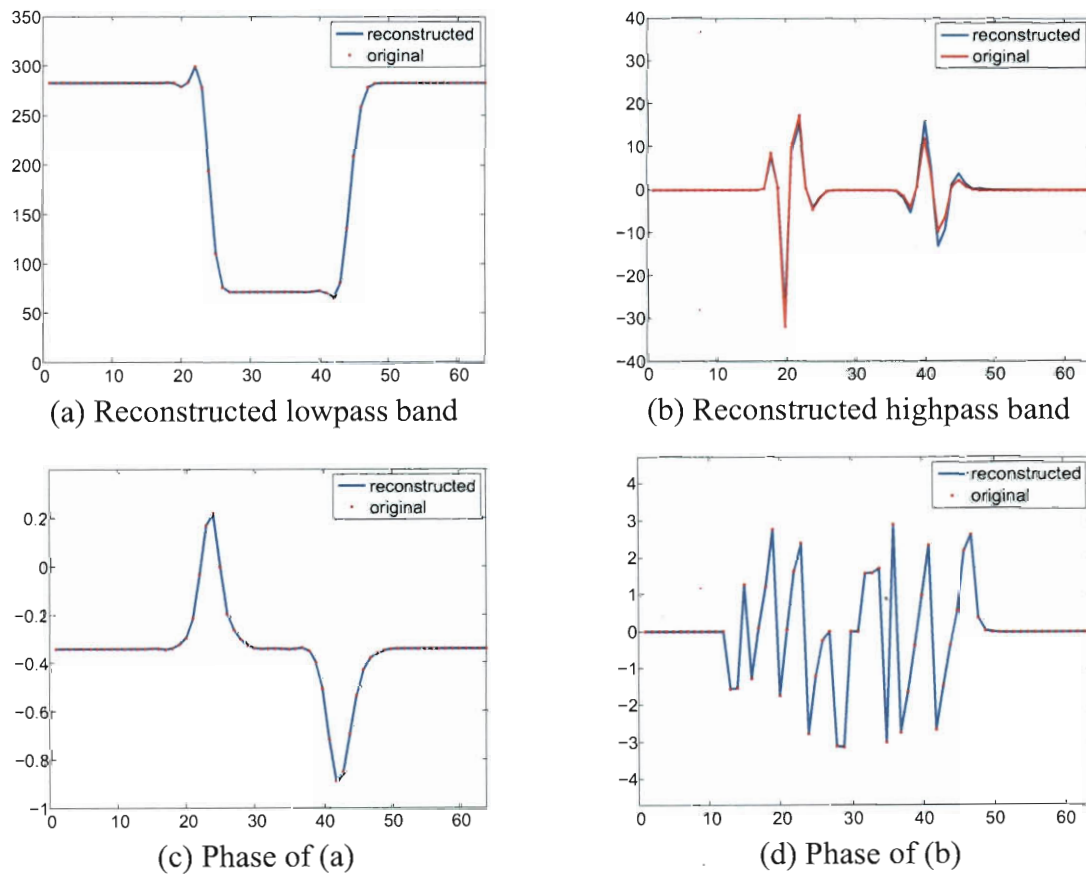 350
300
250
200
150
100
50
0
0 10 20 30 40 50 60
reconstructed
original
(a) Reconstructed lowpass band
40
30
20
10
0
−10
−20
−30
−40
0 10 20 30 40 50 60
reconstructed
original
(b) Reconstructed highpass band
0.2
0
−0.2
−0.4
−0.6
−0.8
−1
0 10 20 30 40 50 60
reconstructed
original
(c) Phase of (a)
4
3
2
1
0
−1
−2
−3
−4
0 10 20 30 40 50 60
reconstructed
original
(d) Phase of (b)